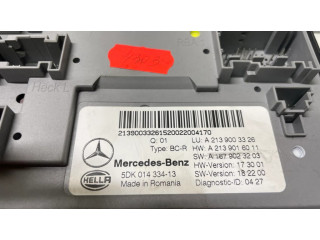 2139003326152002200417​0
Q: 01
LU: A 213 900 33 26
Type: BC-R
HW: A 213 901 60 11
Mercedes-Benz
SW: A 167 902 32 03
5DK 014 334-13
HW-Version: 17 30 01
Made in Romania
SW-Version: 18 22 00
Diagnostic-ID: 04 27
HELLA